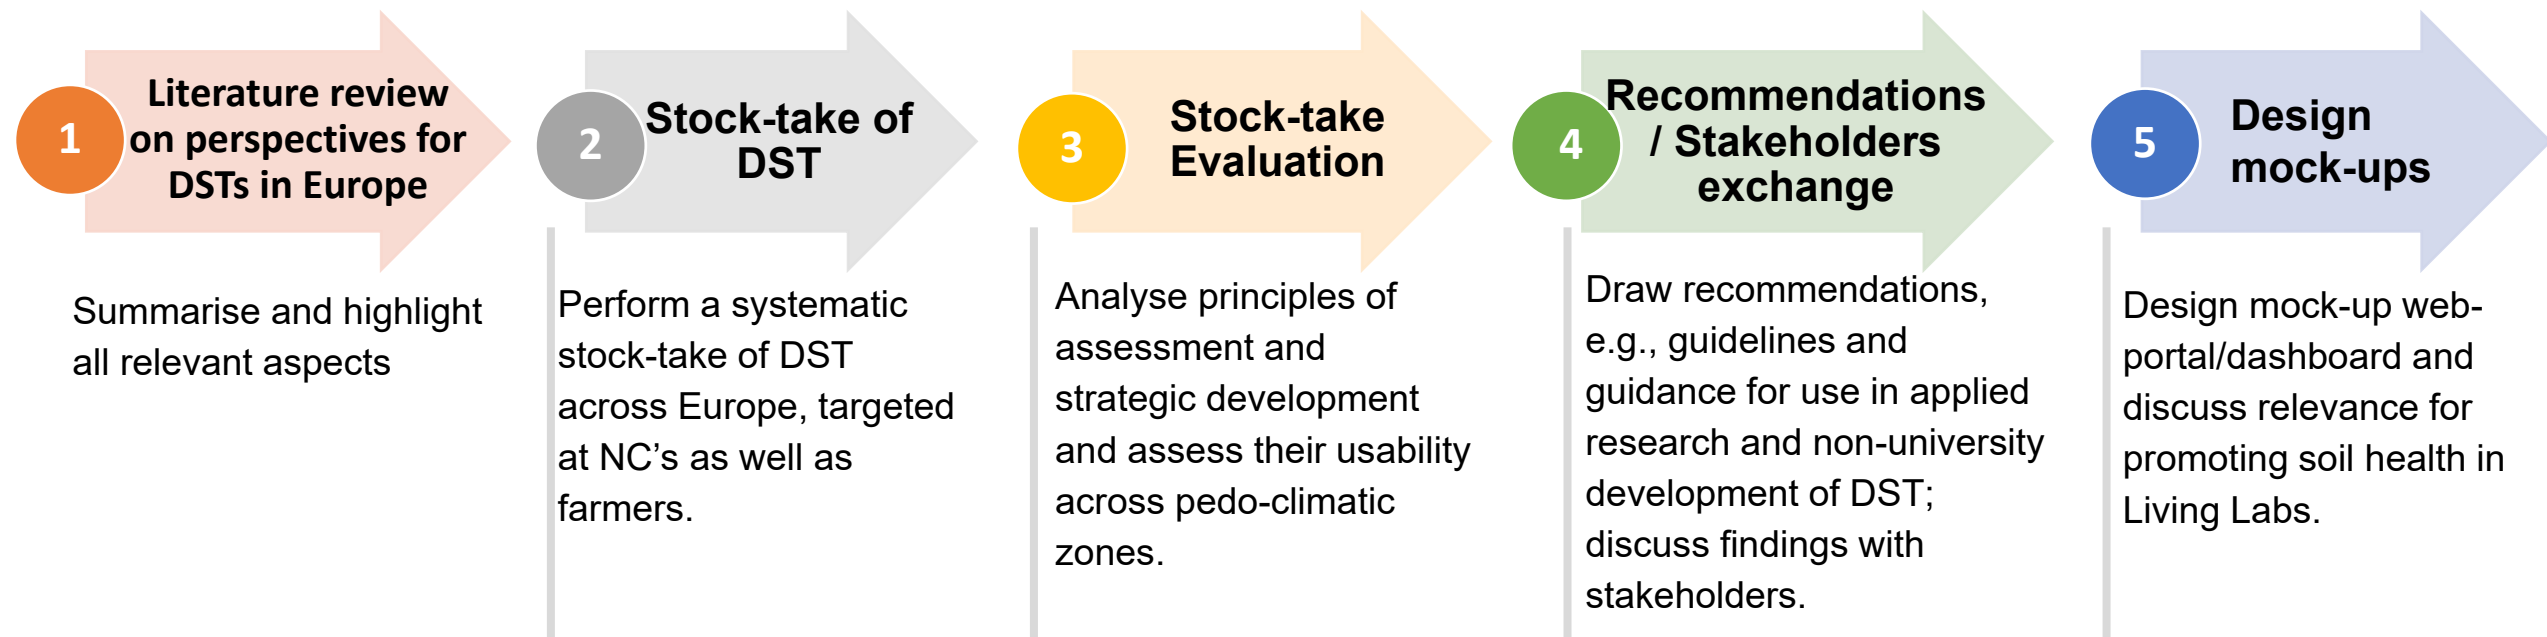 1
Literature review
on perspectives for
DSTs in Europe
Summarise and highlight
all relevant aspects
2
Stock-take of
DST
Perform a systematic
stock-take of DST
across Europe, targeted
at NC’s as well as
farmers.
3
Stock-take
Evaluation
Analyse principles of
assessment and
strategic development
and assess their usability
across pedo-climatic
zones.
4
Recommendations
/ Stakeholders
exchange
Draw recommendations,
e.g., guidelines and
guidance for use in applied
research and non-university
development of DST;
discuss findings with
stakeholders.
5
Design
mock-ups
Design mock-up web-
portal/dashboard and
discuss relevance for
promoting soil health in
Living Labs.